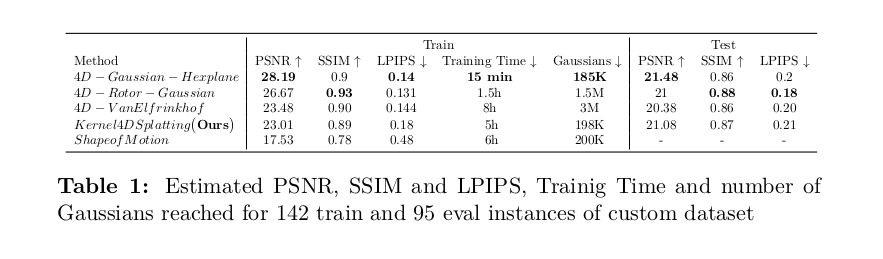 Train Test
Method PSNR ↑ SSIM ↑ LPIPS ↓ Training Time ↓ Gaussians ↓ PSNR ↑ SSIM ↑ LPIPS ↓
4D − Gaussian − Hexplane 28.19 0.9 0.14 15 min 185K 21.48 0.86 0.2
4D − Rotor − Gaussian 26.67 0.93 0.131 1.5h 1.5M 21 0.88 0.18
4D − VanElfrinkhof 23.48 0.90 0.144 8h 3M 20.38 0.86 0.20
Kernel4DSplatting(Ours) 23.01 0.89 0.18 5h 198K 21.08 0.87 0.21
ShapeofMotion 17.53 0.78 0.48 6h 200K - - -
Table 1: Estimated PSNR, SSIM and LPIPS, Trainig Time and number of
Gaussians reached for 142 train and 95 eval instances of custom dataset